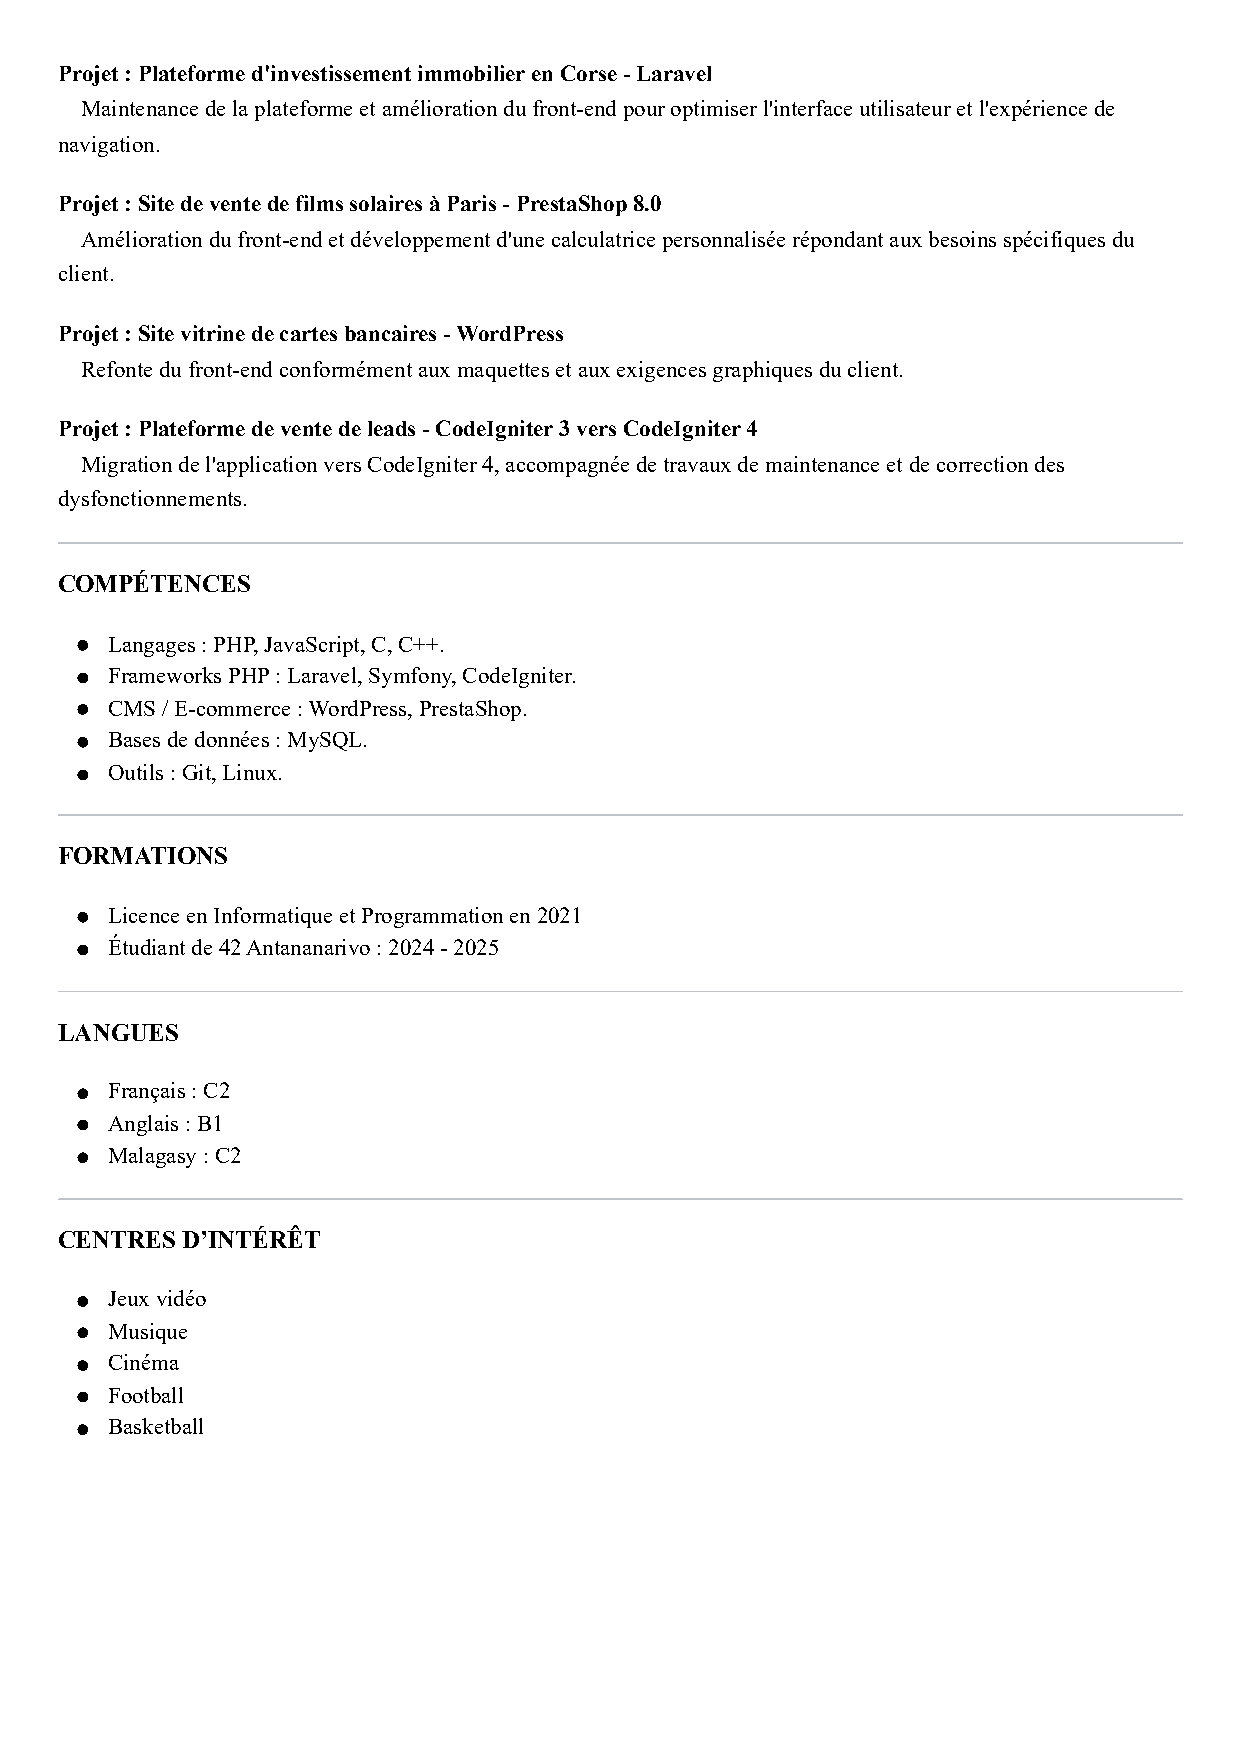 Projet : Plateforme d'investissement immobilier en Corse - Laravel
Maintenance de la plateforme et amélioration du front-end pour optimiser l'interface utilisateur et l'expérience de
navigation.
Projet : Site de vente de films solaires à Paris - PrestaShop 8.0
Amélioration du front-end et développement d'une calculatrice personnalisée répondant aux besoins spécifiques du
client.
Projet : Site vitrine de cartes bancaires - WordPress
Refonte du front-end conformément aux maquettes et aux exigences graphiques du client.
Projet : Plateforme de vente de leads - CodeIgniter 3 vers CodeIgniter 4
Migration de l'application vers CodeIgniter 4, accompagnée de travaux de maintenance et de correction des
dysfonctionnements.
COMPÉTENCES
● Langages : PHP, JavaScript, C, C++.
● Frameworks PHP : Laravel, Symfony, CodeIgniter.
● CMS / E-commerce : WordPress, PrestaShop.
● Bases de données : MySQL.
● Outils : Git, Linux.
FORMATIONS
● Licence en Informatique et Programmation en 2021
● Étudiant de 42 Antananarivo : 2024 - 2025
LANGUES
● Français : C2
● Anglais : B1
● Malagasy : C2
CENTRES D’INTÉRÊT
● Jeux vidéo
● Musique
● Cinéma
● Football
● Basketball